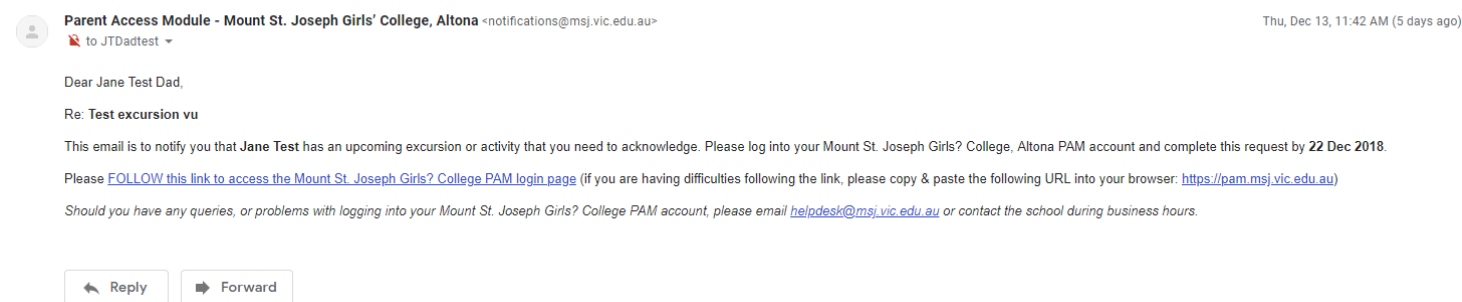 Parent Access Module - Mount St. Joseph Girls' College, Altona <notifications@msj.vic.edu.au> Thu, Dec 13, 11:42 AM (5 days ago)
to JTDadtest
Dear Jane Test Dad,
Re: Test excursion vu
This email is to notify you that Jane Test has an upcoming excursion or activity that you need to acknowledge. Please log into your Mount St. Joseph Girls? College, Altona PAM account and complete this request by 22 Dec 2018.
Please FOLLOW this link to access the Mount St. Joseph Girls? College PAM login page (if you are having difficulties following the link, please copy & paste the following URL into your browser: https://pam.msj.vic.edu.au)
Should you have any queries, or problems with logging into your Mount St. Joseph Girls? College PAM account, please email helpdesk@msj.vic.edu.au or contact the school during business hours.
Reply Forward